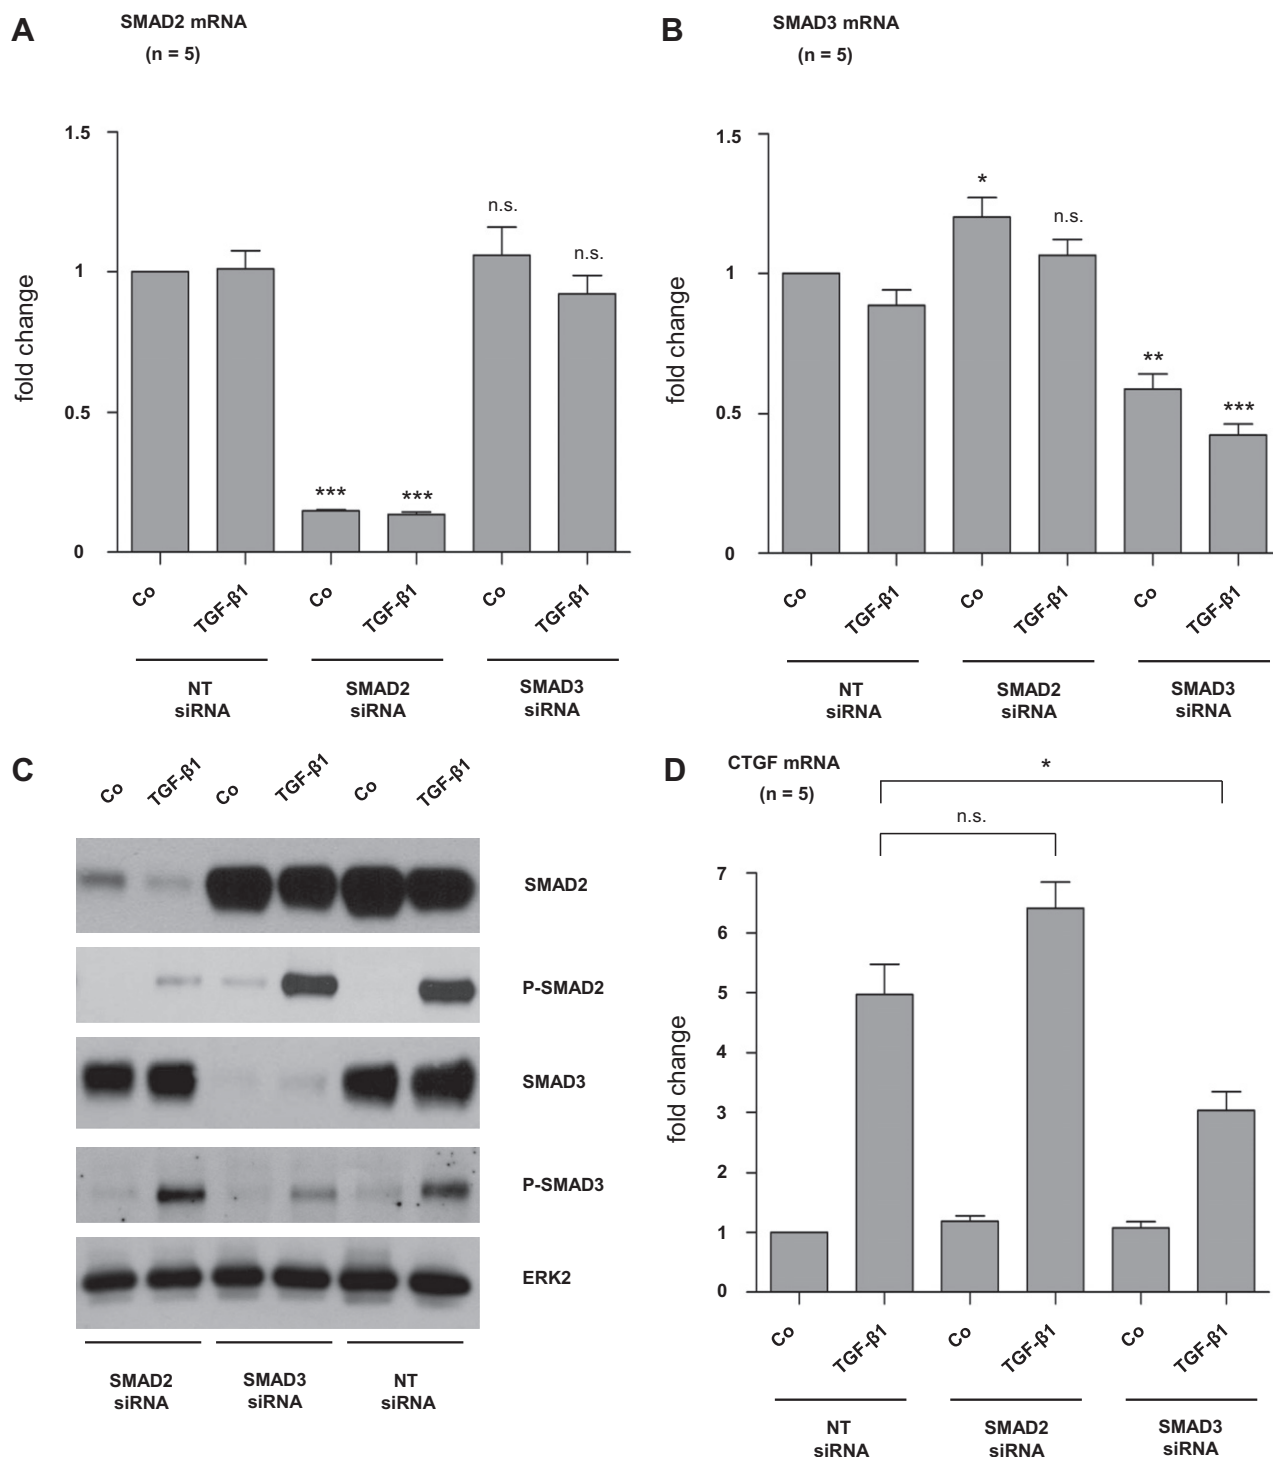 A
SMAD2 mRNA
(n = 5)
fold change
1.5
1
0.5
0
***
***
n.s.
n.s.
Co
TGF-β1
Co
TGF-β1
Co
TGF-β1
NT
siRNA
SMAD2
siRNA
SMAD3
siRNA
B
SMAD3 mRNA
(n = 5)
fold change
1.5
1
0.5
0
*
n.s.
**
***
Co
TGF-β1
Co
TGF-β1
Co
TGF-β1
NT
siRNA
SMAD2
siRNA
SMAD3
siRNA
C
Co
TGF-β1
Co
TGF-β1
Co
TGF-β1
SMAD2
P-SMAD2
SMAD3
P-SMAD3
ERK2
SMAD2
siRNA
SMAD3
siRNA
NT
siRNA
D
CTGF mRNA
(n = 5)
*
n.s.
fold change
7
6
5
4
3
2
1
0
Co
TGF-β1
Co
TGF-β1
Co
TGF-β1
NT
siRNA
SMAD2
siRNA
SMAD3
siRNA